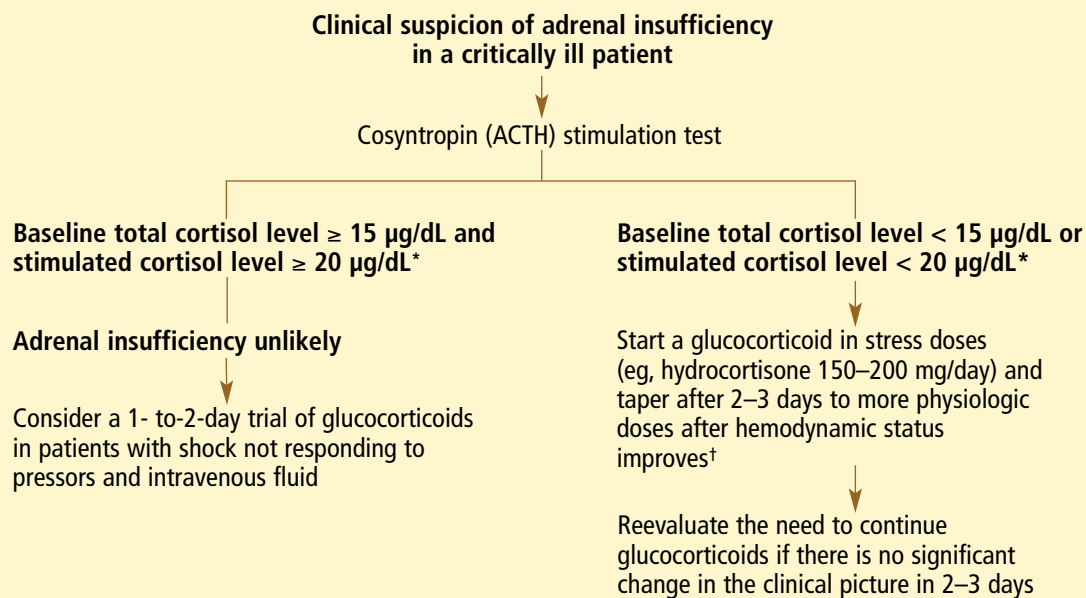 Clinical suspicion of adrenal insufficiency
in a critically ill patient
Cosyntropin (ACTH) stimulation test
Baseline total cortisol level ≥ 15 µg/dL and
stimulated cortisol level ≥ 20 µg/dL*
Adrenal insufficiency unlikely
Consider a 1- to-2-day trial of glucocorticoids
in patients with shock not responding to
pressors and intravenous fluid
Baseline total cortisol level < 15 µg/dL or
stimulated cortisol level < 20 µg/dL*
Start a glucocorticoid in stress doses
(eg, hydrocortisone 150–200 mg/day) and
taper after 2–3 days to more physiologic
doses after hemodynamic status
improves†
Reevaluate the need to continue
glucocorticoids if there is no significant
change in the clinical picture in 2–3 days